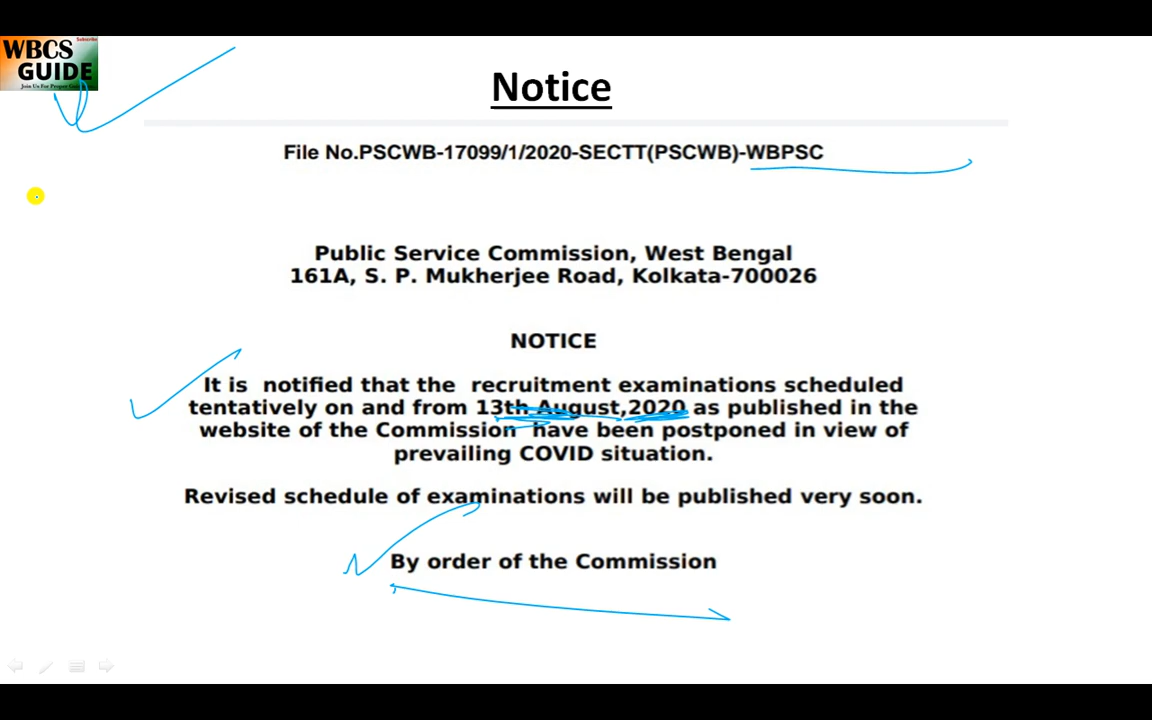 Subscribe
WBCS
GUIDE
Notice
File No.PSCWB-17099/1/2020-SECTT(PSCWB)-WBPSC
Public Service Commission, West Bengal
161A, S. P. Mukherjee Road, Kolkata-700026
NOTICE
It is notified that the recruitment examinations scheduled
tentatively on and from 13th August,2020 as published in the
website of the Commission have been postponed in view of
prevailing COVID situation.
Revised schedule of examinations will be published very soon.
By order of the Commission